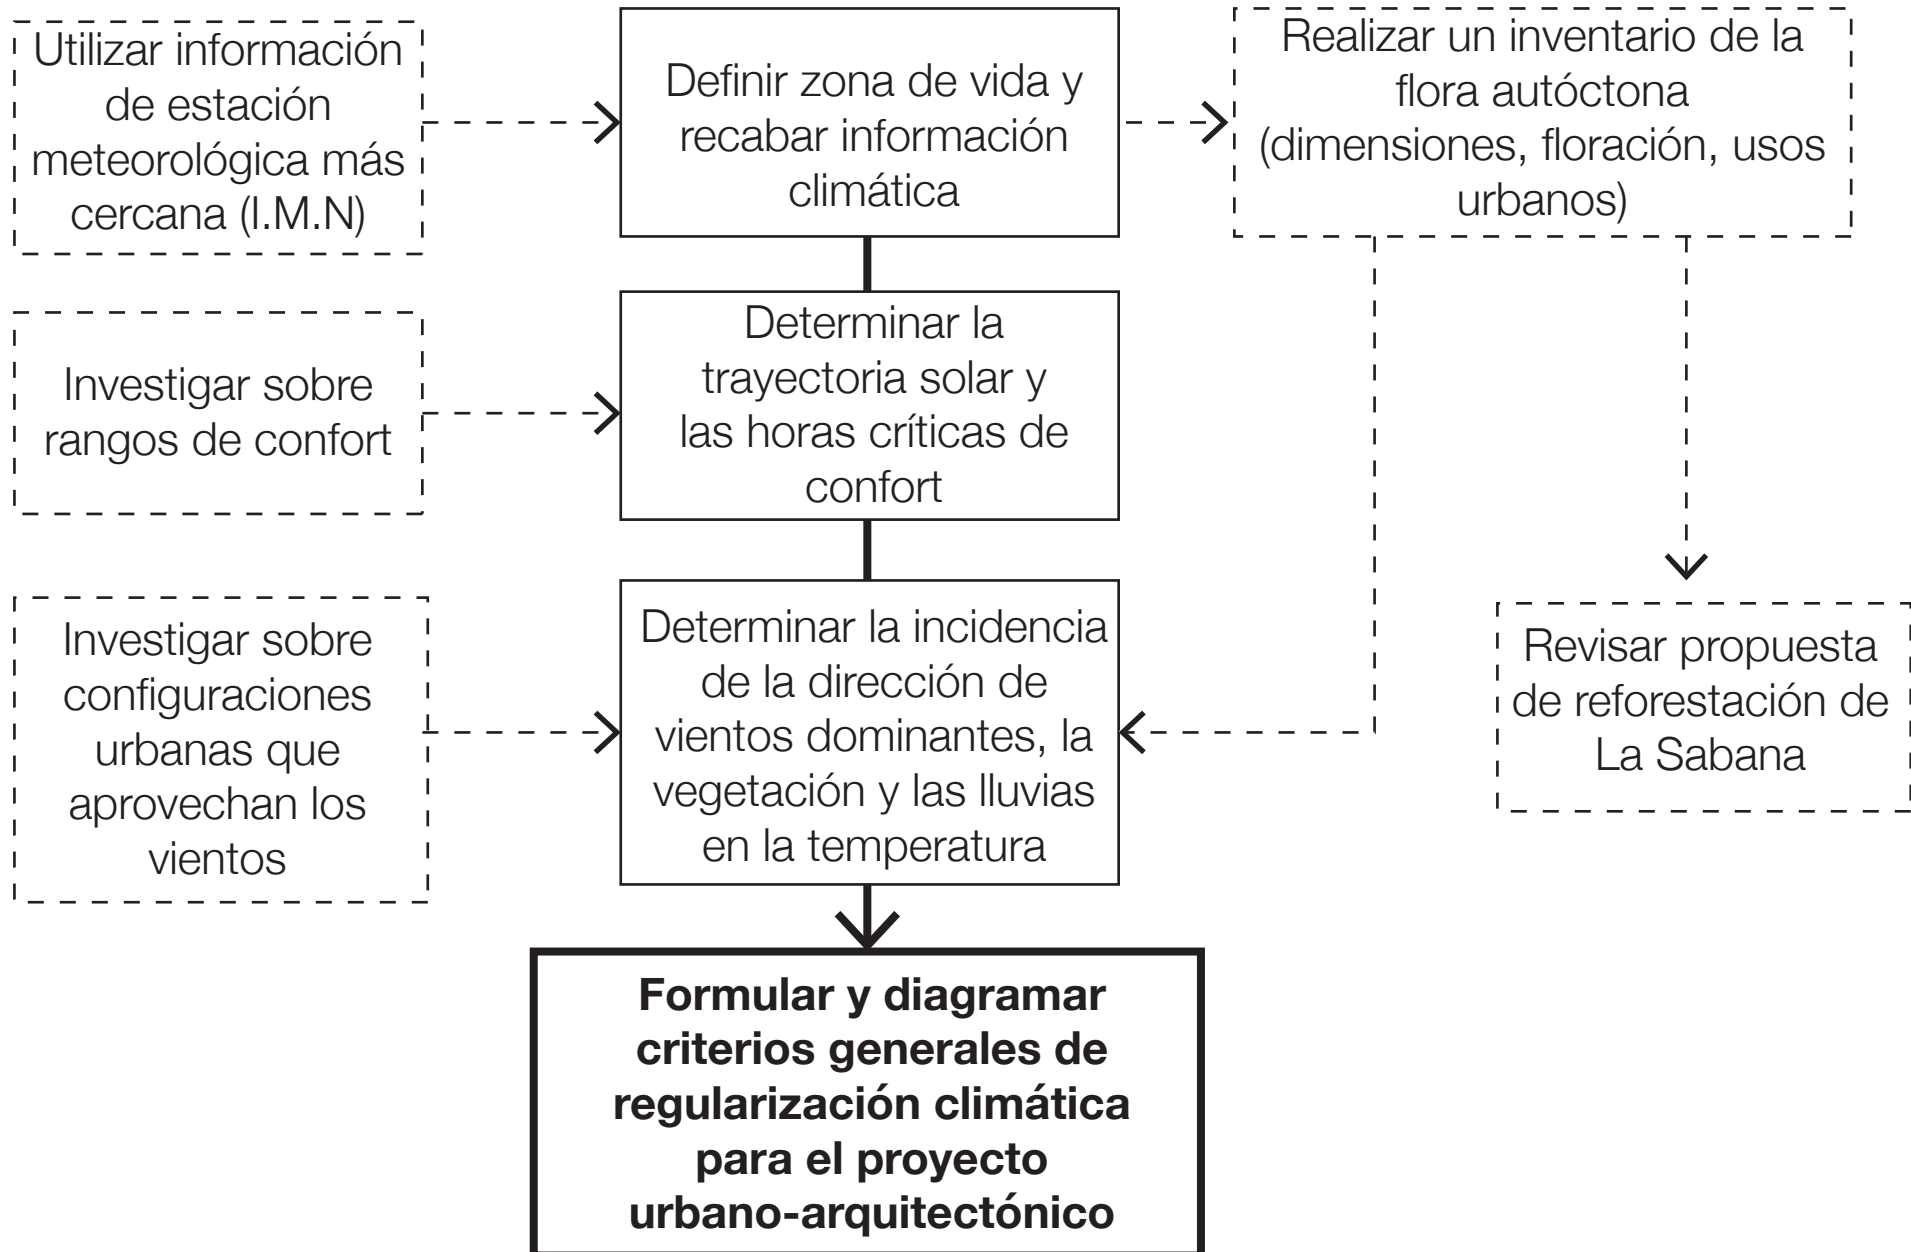 Utilizar información
de estación
meteorológica más
cercana (I.M.N)
Definir zona de vida y
recabar información
climática
Realizar un inventario de la
flora autóctona
(dimensiones, floración, usos
urbanos)
Investigar sobre
rangos de confort
Determinar la
trayectoria solar y
las horas críticas de
confort
Investigar sobre
configuraciones
urbanas que
aprovechan los
vientos
Determinar la incidencia
de la dirección de
vientos dominantes, la
vegetación y las lluvias
en la temperatura
Revisar propuesta
de reforestación de
La Sabana
Formular y diagramar
criterios generales de
regularización climática
para el proyecto
urbano-arquitectónico